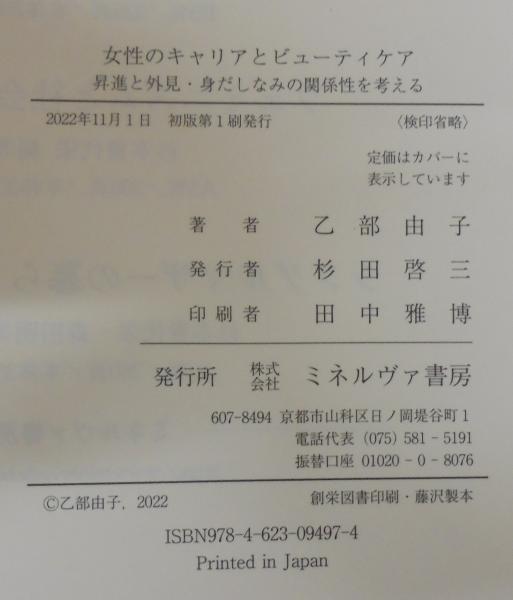 女性のキャリアとビューティケア
昇進と外見・身だしなみの関係性を考える
2022年11月1日　初版第1刷発行　〈検印省略〉
定価はカバーに
表示しています
著者　乙部由子
発行者　杉田啓三
印刷者　田中雅博
発行所　株式会社　ミネルヴァ書房
607-8494 京都市山科区日ノ岡堤谷町1
電話代表 (075) 581-5191
振替口座 01020-0-8076
©乙部由子, 2022　創栄図書印刷・藤沢製本
ISBN978-4-623-09497-4
Printed in Japan